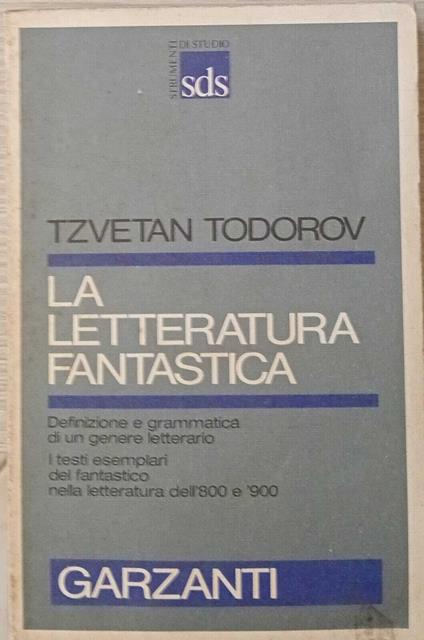 STRUMENTI
DI STUDIO
sds
TZVETAN TODOROV
LA
LETTERATURA
FANTASTICA
Definizione e grammatica
di un genere letterario
I testi esemplari
del fantastico
nella letteratura dell'800 e '900
GARZANTI